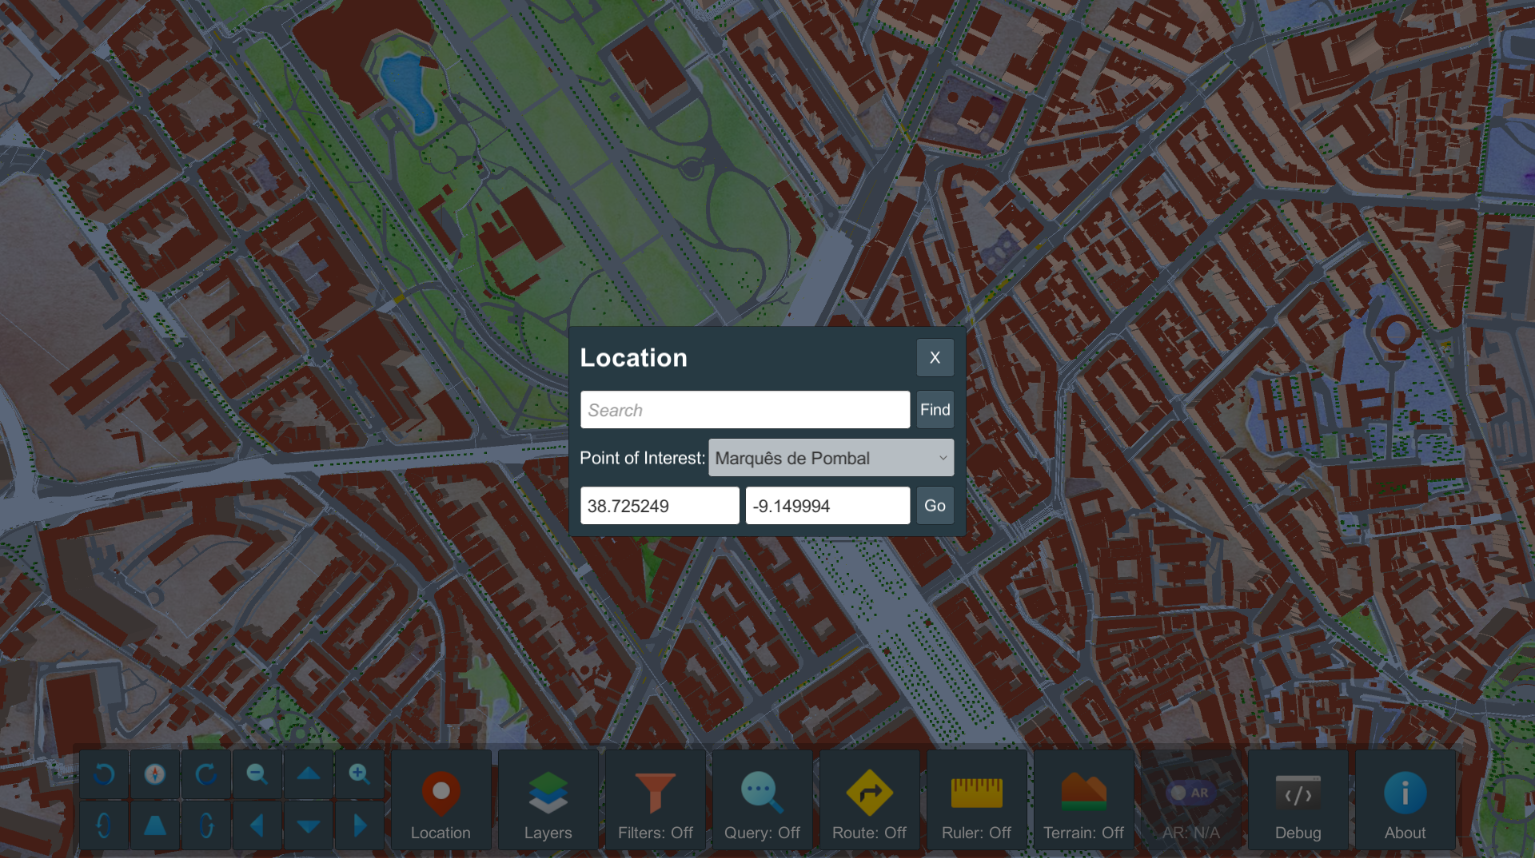 Location
X
Search
Find
Point of Interest:
Marquês de Pombal
38.725249
-9.149994
Go
Location
Layers
Filters: Off
Query: Off
Route: Off
Ruler: Off
Terrain: Off
AR
AR: N/A
Debug
About